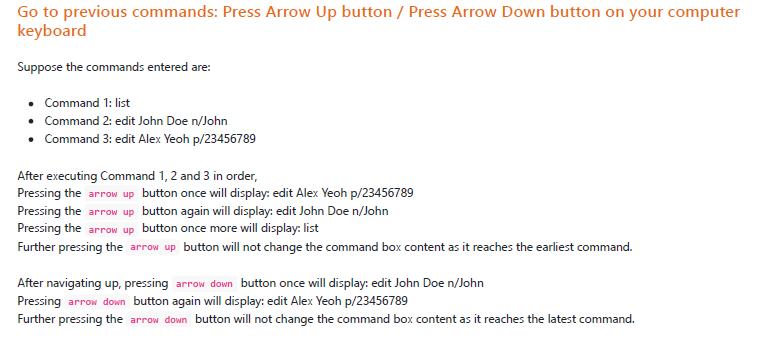 Go to previous commands: Press Arrow Up button / Press Arrow Down button on your computer
keyboard
Suppose the commands entered are:
• Command 1: list
• Command 2: edit John Doe n/John
• Command 3: edit Alex Yeoh p/23456789
After executing Command 1, 2 and 3 in order,
Pressing the arrow up button once will display: edit Alex Yeoh p/23456789
Pressing the arrow up button again will display: edit John Doe n/John
Pressing the arrow up button once more will display: list
Further pressing the arrow up button will not change the command box content as it reaches the earliest command.
After navigating up, pressing arrow down button once will display: edit John Doe n/John
Pressing arrow down button again will display: edit Alex Yeoh p/23456789
Further pressing the arrow down button will not change the command box content as it reaches the latest command.